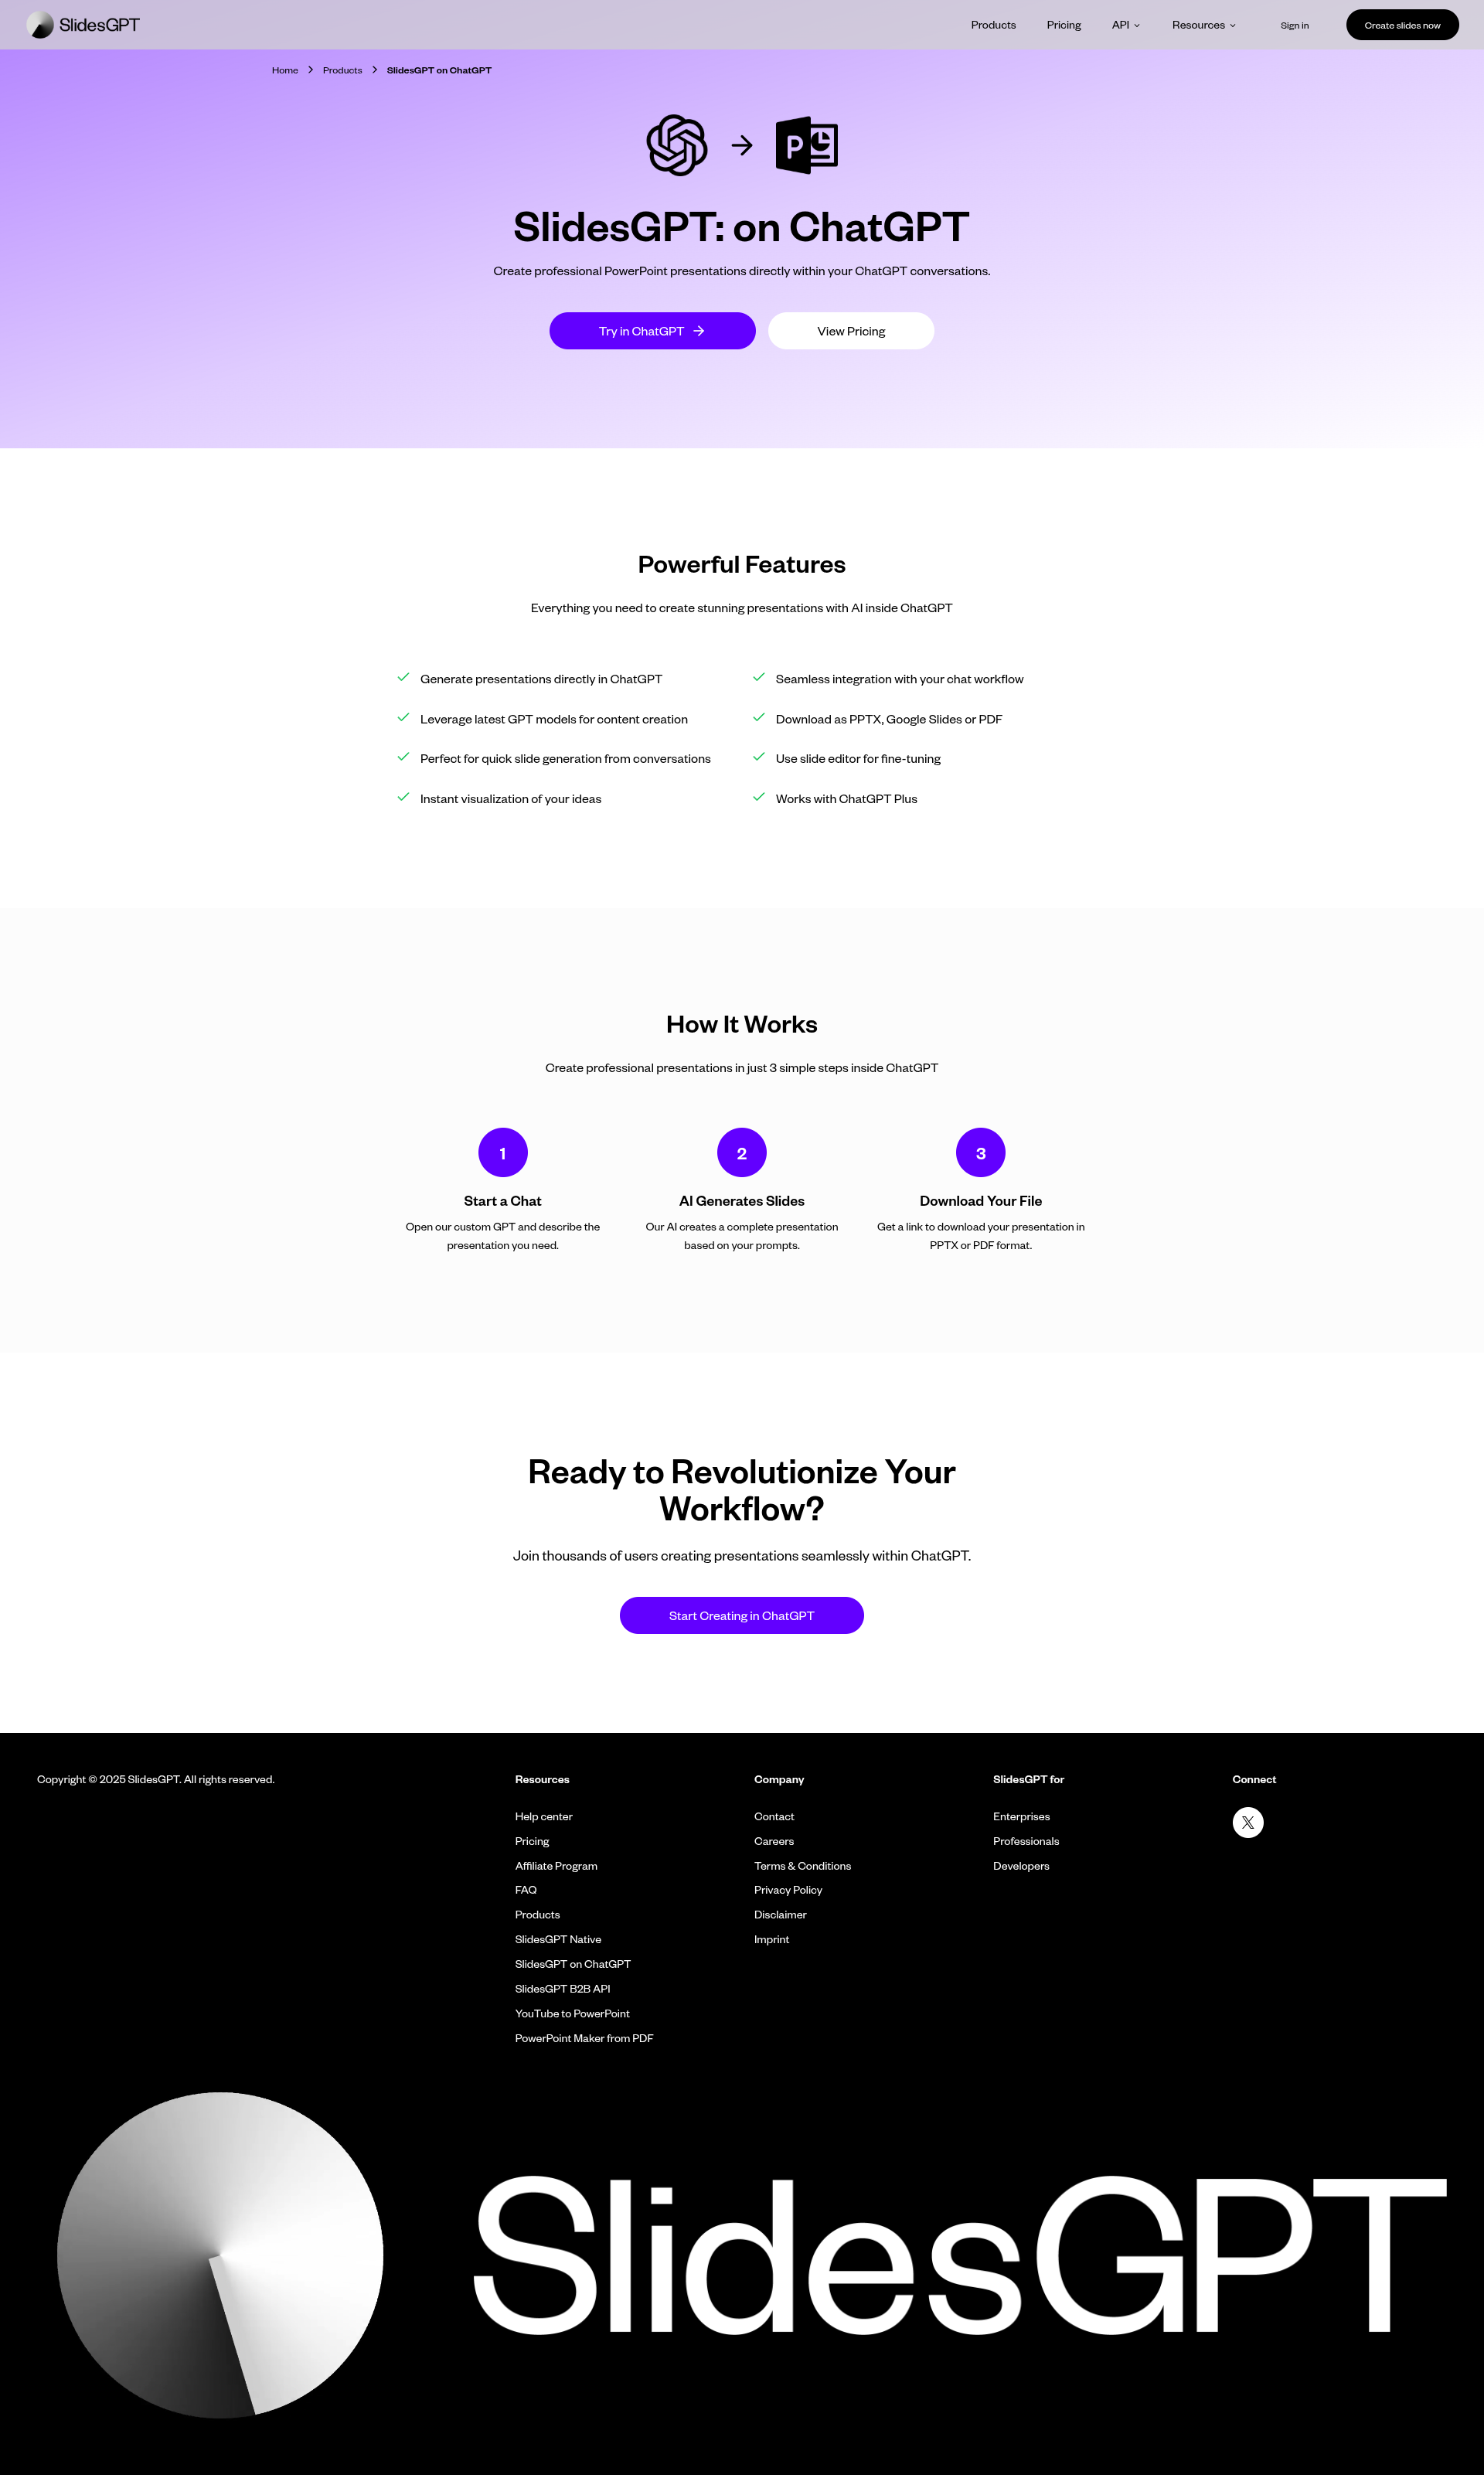 SlidesGPT
Products
Pricing
API
Resources
Sign in
Create slides now
Home
Products
SlidesGPT on ChatGPT
P
SlidesGPT: on ChatGPT
Create professional PowerPoint presentations directly within your ChatGPT conversations.
Try in ChatGPT
View Pricing
Powerful Features
Everything you need to create stunning presentations with AI inside ChatGPT
Generate presentations directly in ChatGPT
Seamless integration with your chat workflow
Leverage latest GPT models for content creation
Download as PPTX, Google Slides or PDF
Perfect for quick slide generation from conversations
Use slide editor for fine-tuning
Instant visualization of your ideas
Works with ChatGPT Plus
How It Works
Create professional presentations in just 3 simple steps inside ChatGPT
1
Start a Chat
Open our custom GPT and describe the
presentation you need.
2
AI Generates Slides
Our AI creates a complete presentation
based on your prompts.
3
Download Your File
Get a link to download your presentation in
PPTX or PDF format.
Ready to Revolutionize Your
Workflow?
Join thousands of users creating presentations seamlessly within ChatGPT.
Start Creating in ChatGPT
Copyright © 2025 SlidesGPT. All rights reserved.
Resources
Help center
Pricing
Affiliate Program
FAQ
Products
SlidesGPT Native
SlidesGPT on ChatGPT
SlidesGPT B2B API
YouTube to PowerPoint
PowerPoint Maker from PDF
Company
Contact
Careers
Terms & Conditions
Privacy Policy
Disclaimer
Imprint
SlidesGPT for
Enterprises
Professionals
Developers
Connect
SlidesGPT